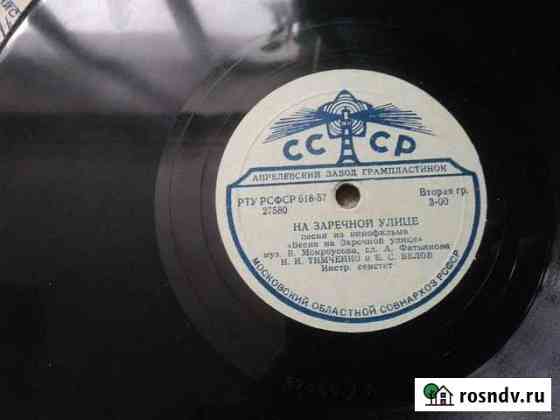 СССР
АПРЕЛЕВСКИЙ ЗАВОД ГРАМПЛАСТИНОК
РТУ РСФСР 618-57
27580
Вторая гр.
3-00
НА ЗАРЕЧНОЙ УЛИЦЕ
песня из кинофильма
«Весна на Заречной улице»
муз. Б. Мокроусова, сл. А. Фатьянова
Н. И. ТИМЧЕНКО и Б. С. БЕЛОВ
Инстр. секстет
МОСКОВСКИЙ ОБЛАСТНОЙ СОВНАРХОЗ РСФСР
rosndv.ru